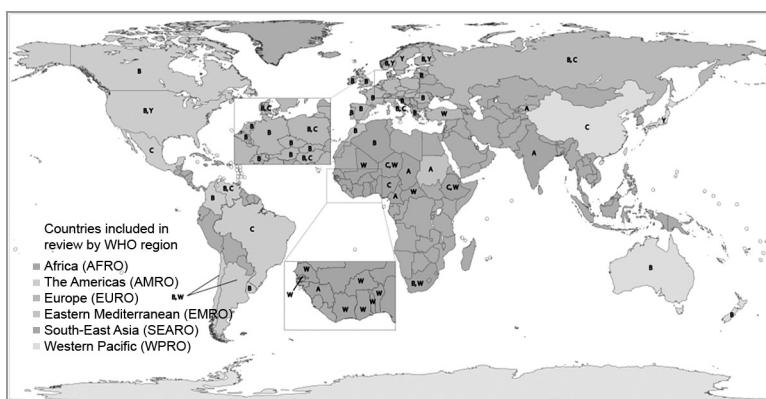 B,Y
Y
B,Y
B,C
B
B
B
B
B,Y
B,C
B
B
B,C
W
A
C
Y
C
B
B,C
B
B
B
B
B
B,C
B
B
W
C,W
A
A
C,W
A
W
C
A
B,C
B
C
Countries included in
review by WHO region
Africa (AFRO)
The Americas (AMRO)
Europe (EURO)
Eastern Mediterranean (EMRO)
South-East Asia (SEARO)
Western Pacific (WPRO)
B,W
B
W
W
W
A
W
W
W
W
B,W
B
B